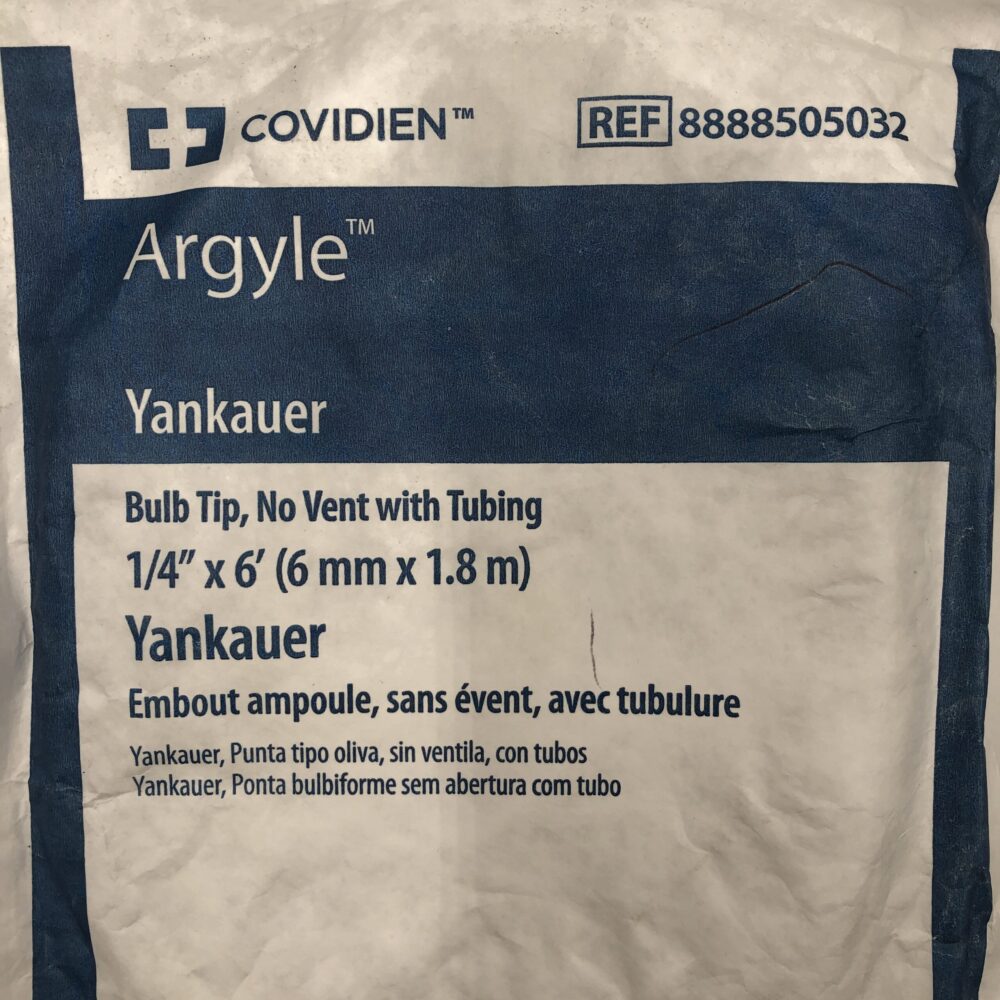 COVIDIEN™
REF 8888505032
Argyle™
Yankauer
Bulb Tip, No Vent with Tubing
1/4” x 6’ (6 mm x 1.8 m)
Yankauer
Embout ampoule, sans évent, avec tubulure
Yankauer, Punta tipo oliva, sin ventila, con tubos
Yankauer, Ponta bulbiforme sem abertura com tubo